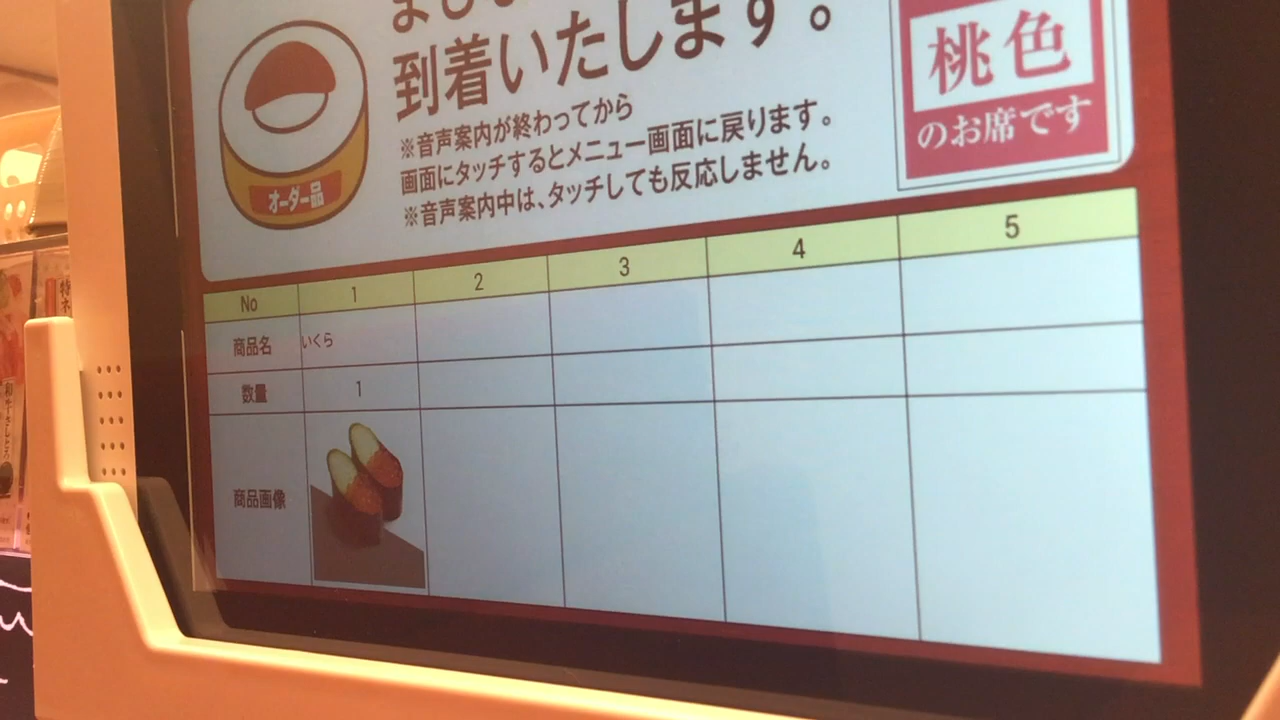 到着いたします。
※音声案内が終わってから
画面にタッチするとメニュー画面に戻ります。
※音声案内中は、タッチしても反応しません。
オーダー品
桃色
のお席です
No 1 2 3 4 5
商品名 いくら
数量 1
商品画像
特ネ